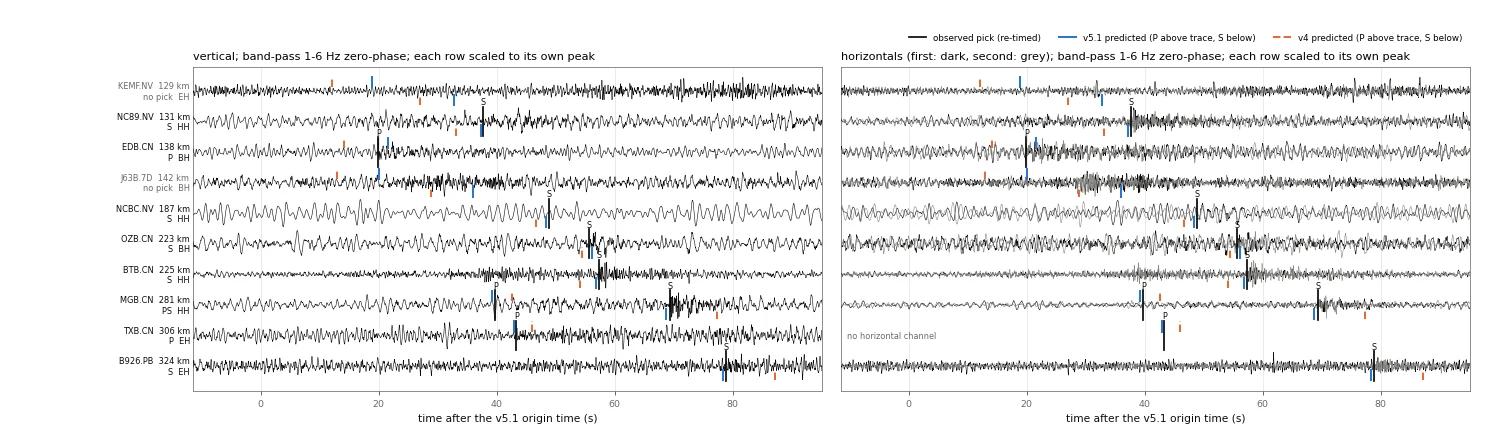 observed pick (re-timed) v5.1 predicted (P above trace, S below) v4 predicted (P above trace, S below)
vertical; band-pass 1-6 Hz zero-phase; each row scaled to its own peak
horizontals (first: dark, second: grey); band-pass 1-6 Hz zero-phase; each row scaled to its own peak
KEMF.NV 129 km
no pick EH
NC89.NV 131 km
S HH
EDB.CN 138 km
P BH
J63B.7D 142 km
no pick BH
NCBC.NV 187 km
S HH
OZB.CN 223 km
S BH
BTB.CN 225 km
S HH
MGB.CN 281 km
PS HH
TXB.CN 306 km
P EH
B926.PB 324 km
S EH
S
P
S
S
S
P
S
P
S
S
P
S
S
S
P
S
P
S
no horizontal channel
0 20 40 60 80
0 20 40 60 80
time after the v5.1 origin time (s)
time after the v5.1 origin time (s)